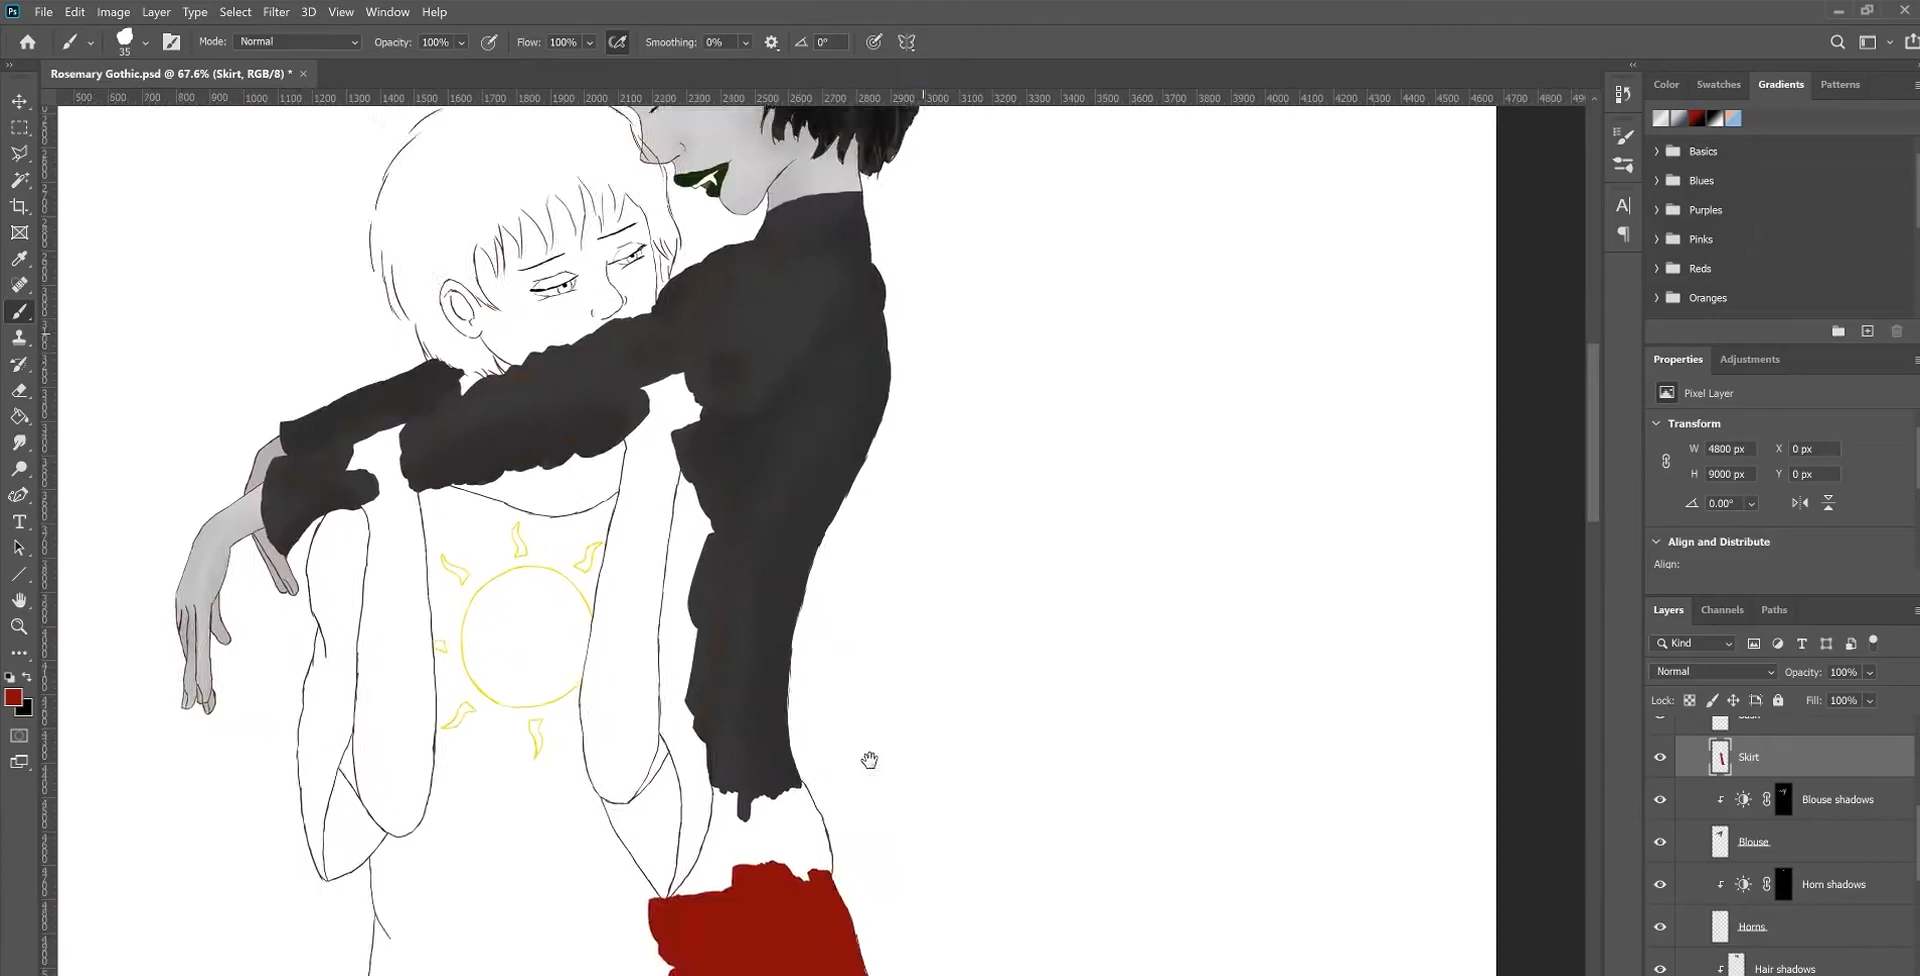 Ps File Edit Image Layer Type Select Filter 3D View Window Help
35 Mode: Normal Opacity: 100% Flow: 100% Smoothing: 0% 0°
Rosemary Gothic.psd @ 67.6% (Skirt, RGB/8) * ×
500 600 700 800 900 1000 1100 1200 1300 1400 1500 1600 1700 1800 1900 2000 2100 2200 2300 2400 2500 2600 2700 2800 2900 3000 3100 3200 3300 3400 3500 3600 3700 3800 3900 4000 4100 4200 4300 4400 4500 4600 4700 4800
Color Swatches Gradients Patterns
Basics
Blues
Purples
Pinks
Reds
Oranges
Properties Adjustments
Pixel Layer
Transform
W 4800 px X 0 px
H 9000 px Y 0 px
0.00°
Align and Distribute
Align:
Layers Channels Paths
Kind
Normal Opacity: 100%
Lock: Fill: 100%
Skirt
Blouse shadows
Blouse
Horn shadows
Horns
Hair shadows